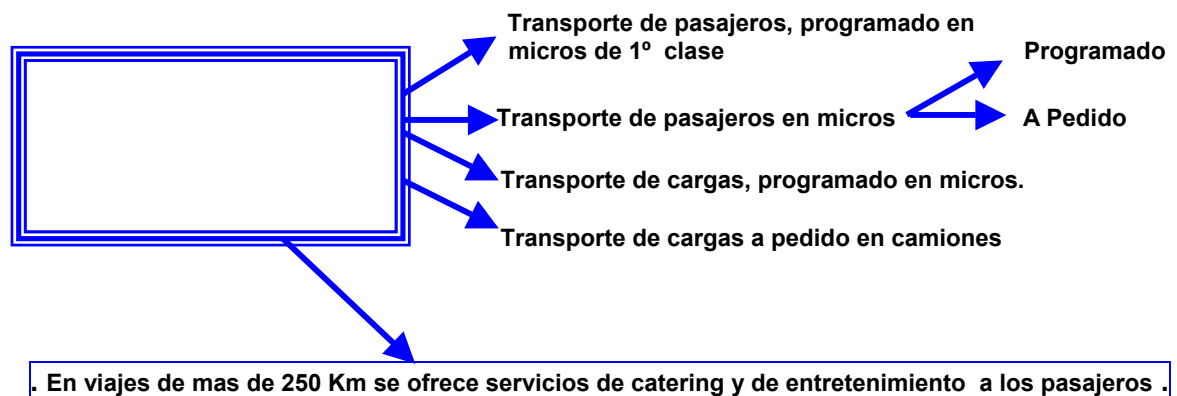 Transporte de pasajeros, programado en
micros de 1º clase
Programado
Transporte de pasajeros en micros
A Pedido
Transporte de cargas, programado en micros.
Transporte de cargas a pedido en camiones
. En viajes de mas de 250 Km se ofrece servicios de catering y de entretenimiento a los pasajeros .